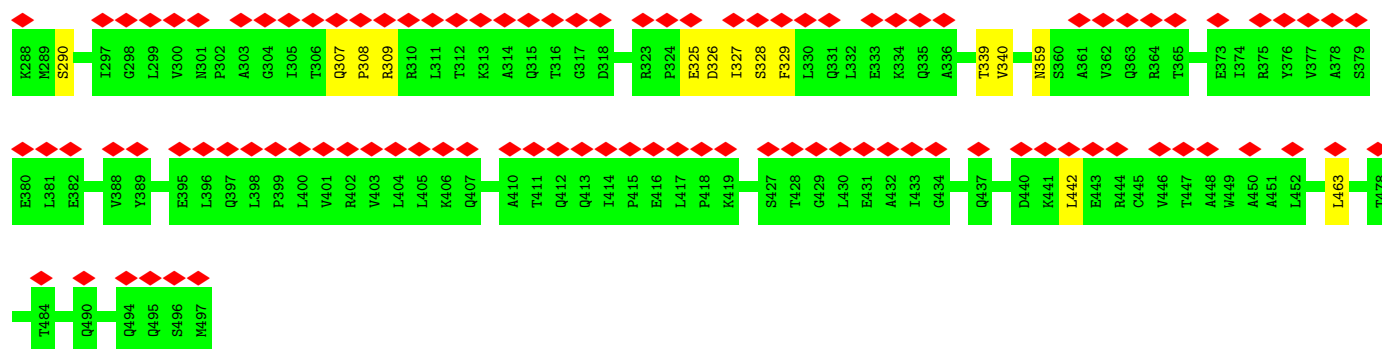 K288 M289 S290 I297 G298 L299 V300 N301 P302 A303 G304 I305 T306 Q307 P308 R309 R310 L311 T312 K313 A314 Q315 T316 G317 D318 R323 P324 E325 D326 I327 S328 F329 L330 Q331 L332 E333 K334 Q335 A336 T339 V340 N359 S360 A361 V362 Q363 R364 T365 E373 I374 R375 Y376 V377 A378 S379
E380 L381 E382 V388 Y389 E395 L396 Q397 L398 P399 L400 V401 R402 V403 L404 L405 K406 Q407 A410 T411 Q412 Q413 I414 P415 E416 L417 P418 K419 S427 T428 G429 L430 E431 A432 I433 G434 Q437 D440 K441 L442 E443 R444 C445 V446 T447 A448 W449 A450 A451 L452 L463 T478
T484 Q490 Q494 Q495 S496 M497